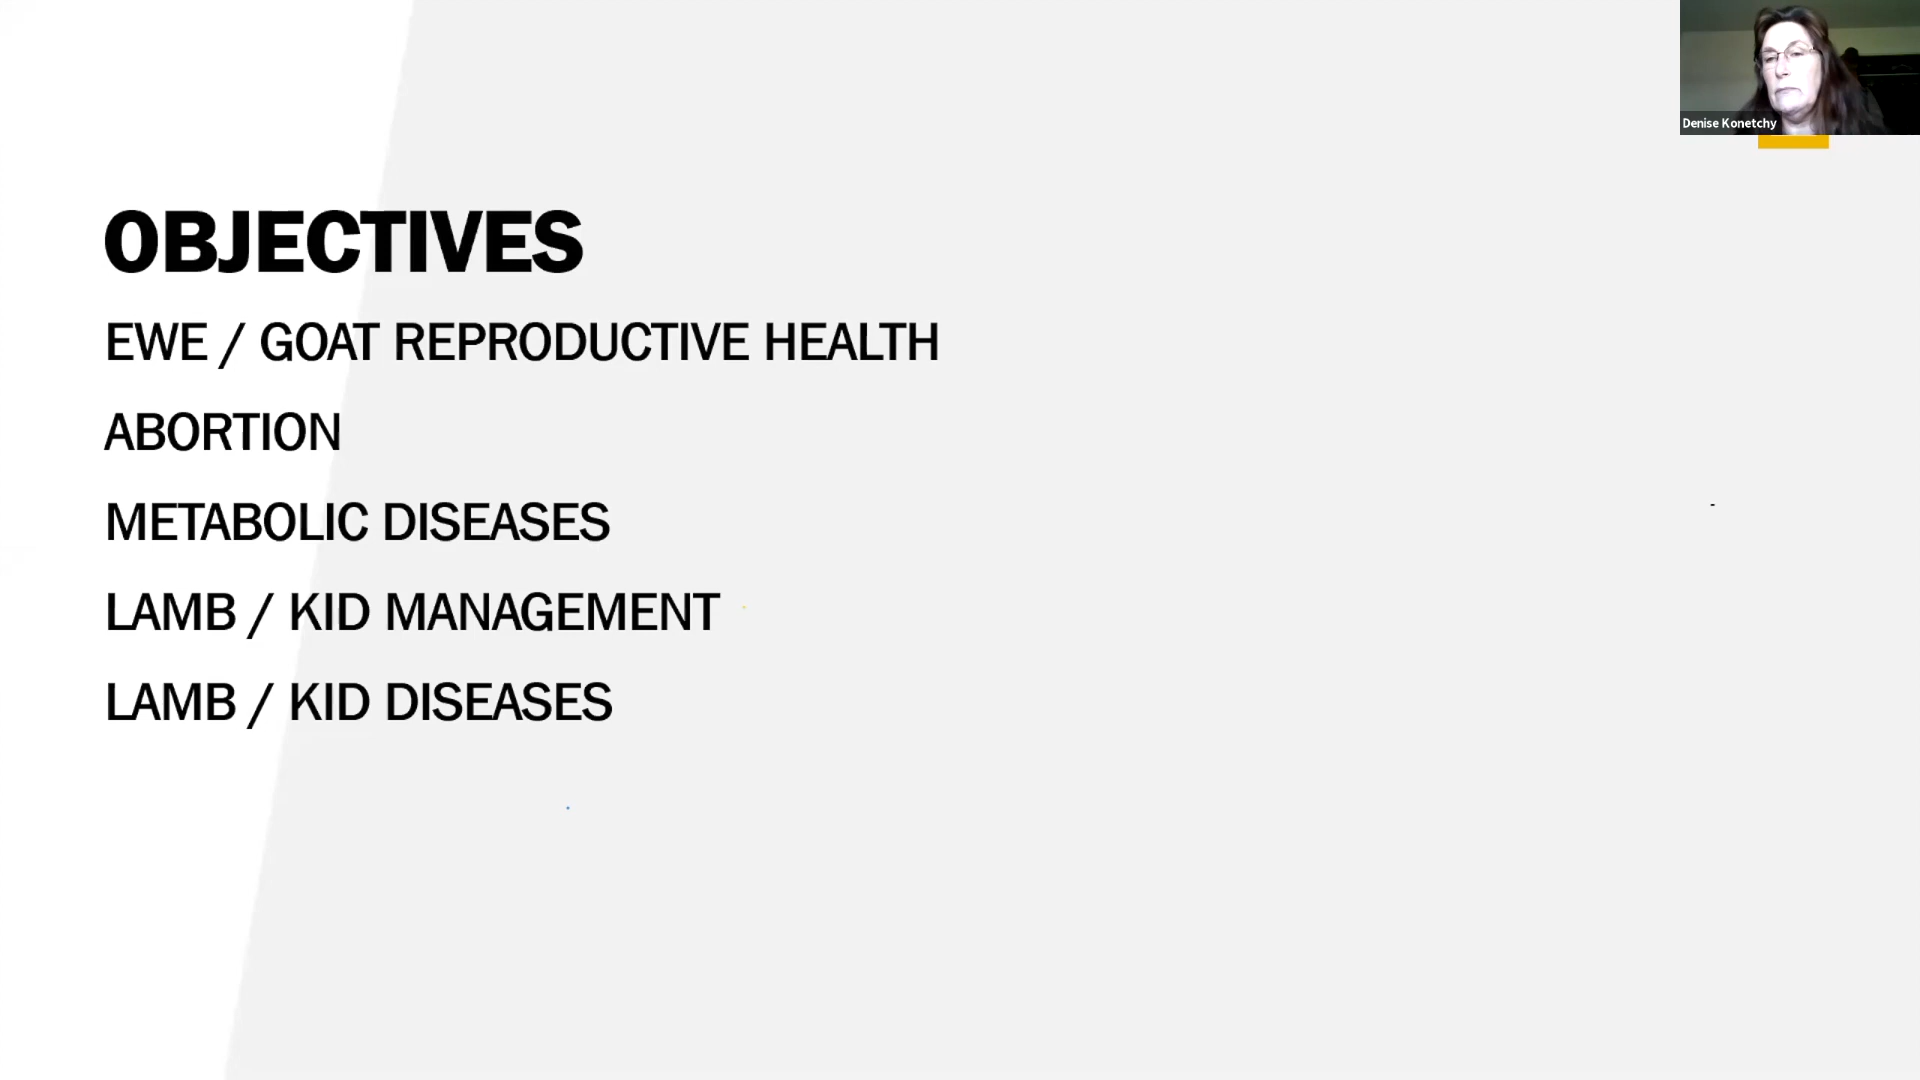 Denise Konetchy
OBJECTIVES
EWE / GOAT REPRODUCTIVE HEALTH
ABORTION
METABOLIC DISEASES
LAMB / KID MANAGEMENT
LAMB / KID DISEASES